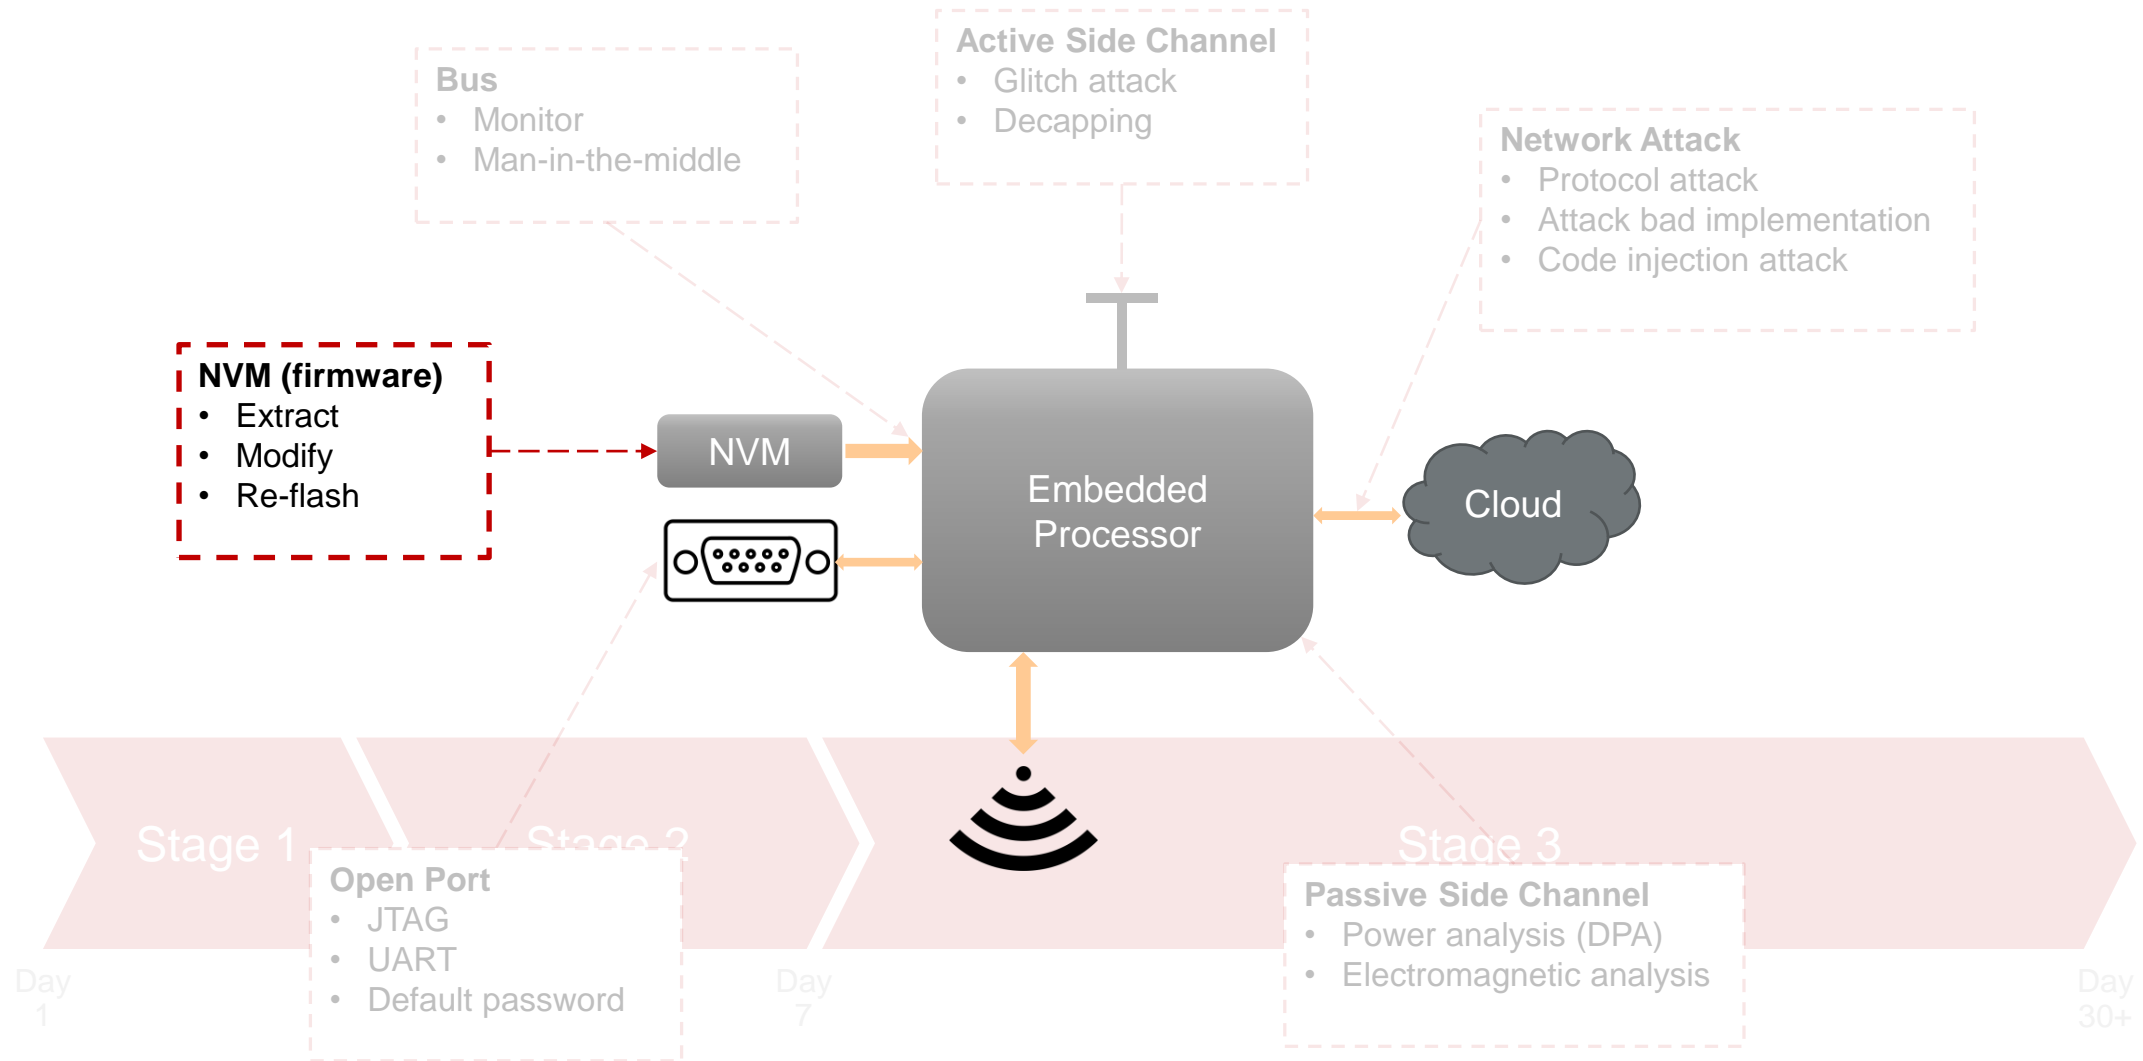 Active Side Channel
• Glitch attack
• Decapping
Bus
• Monitor
• Man-in-the-middle
Network Attack
• Protocol attack
• Attack bad implementation
• Code injection attack
NVM (firmware)
• Extract
• Modify
• Re-flash
NVM
Embedded
Processor
Cloud
Stage 1
Stage 2
Stage 3
Open Port
• JTAG
• UART
• Default password
Passive Side Channel
• Power analysis (DPA)
• Electromagnetic analysis
Day
1
Day
7
Day
30+